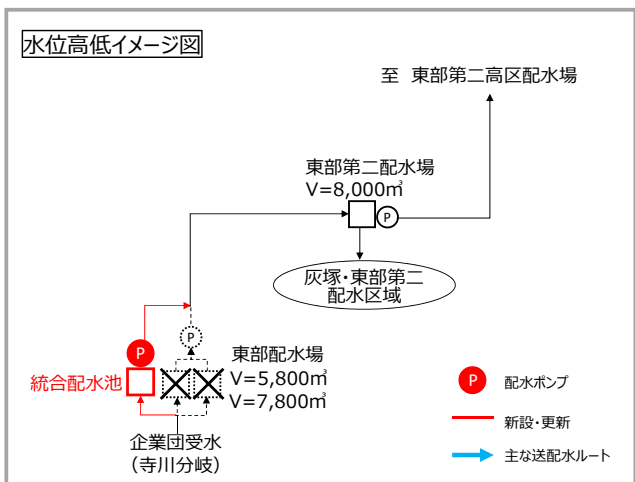 水位高低イメージ図
至 東部第二高区配水場
東部第二配水場
V=8,000㎥
P
灰塚・東部第二
配水区域
P
P
統合配水池
東部配水場
V=5,800㎥
V=7,800㎥
企業団受水
（寺川分岐）
P 配水ポンプ
新設・更新
主な送配水ルート